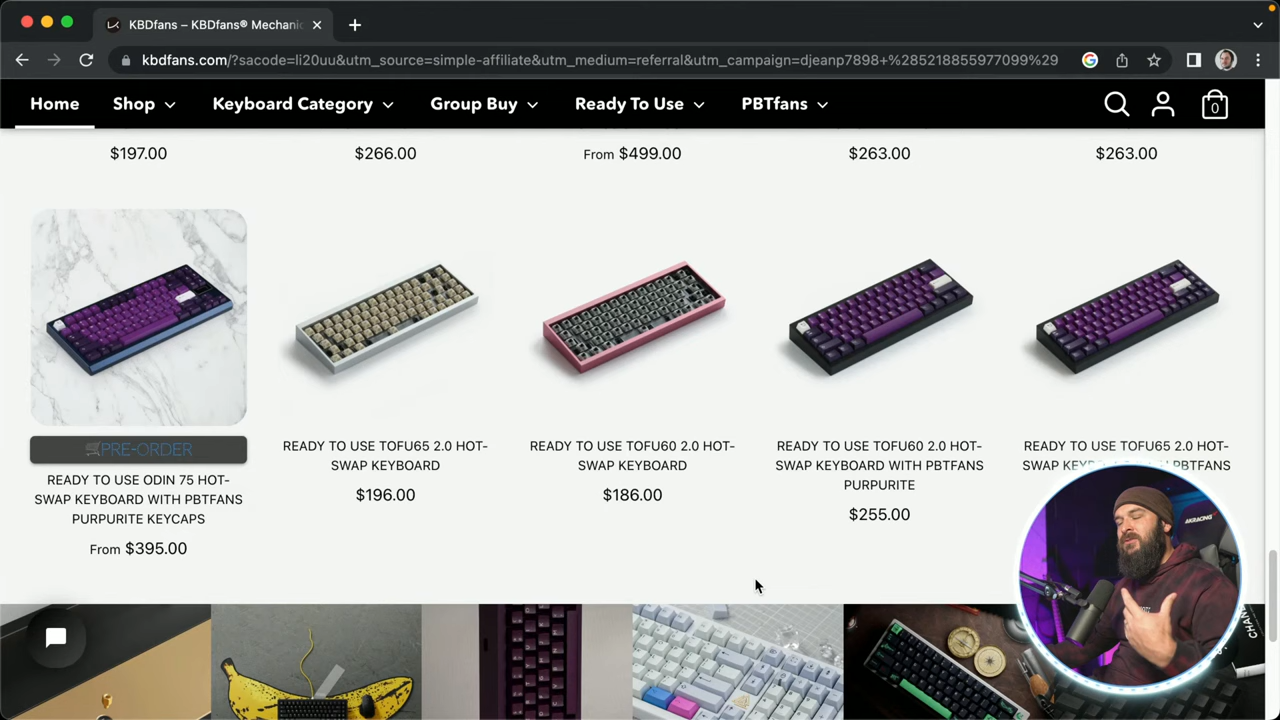 KBDfans – KBDfans® Mechanic
kbdfans.com/?sacode=li20uu&utm_source=simple-affiliate&utm_medium=referral&utm_campaign=djeanp7898+%285218855977099%29
Home Shop Keyboard Category Group Buy Ready To Use PBTfans 0
$197.00 $266.00 From $499.00 $263.00 $263.00
PRE-ORDER
READY TO USE ODIN 75 HOT-
SWAP KEYBOARD WITH PBTFANS
PURPURITE KEYCAPS
From $395.00
READY TO USE TOFU65 2.0 HOT-
SWAP KEYBOARD
$196.00
READY TO USE TOFU60 2.0 HOT-
SWAP KEYBOARD
$186.00
READY TO USE TOFU60 2.0 HOT-
SWAP KEYBOARD WITH PBTFANS
PURPURITE
$255.00
READY TO USE TOFU65 2.0 HOT-
SWAP KEYBOARD WITH PBTFANS
AKRACING